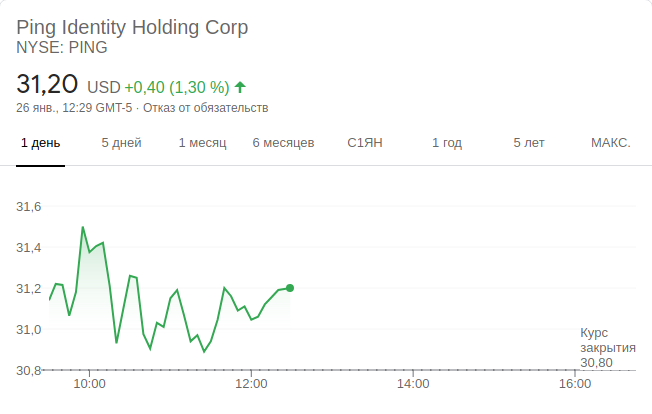 Ping Identity Holding Corp
NYSE: PING
31,20 USD +0,40 (1,30 %)
26 янв., 12:29 GMT-5 · Отказ от обязательств
1 день 5 дней 1 месяц 6 месяцев С1ЯН 1 год 5 лет МАКС.
31,6
31,4
31,2
31,0
30,8
Курс
закрытия
30,80
10:00 12:00 14:00 16:00